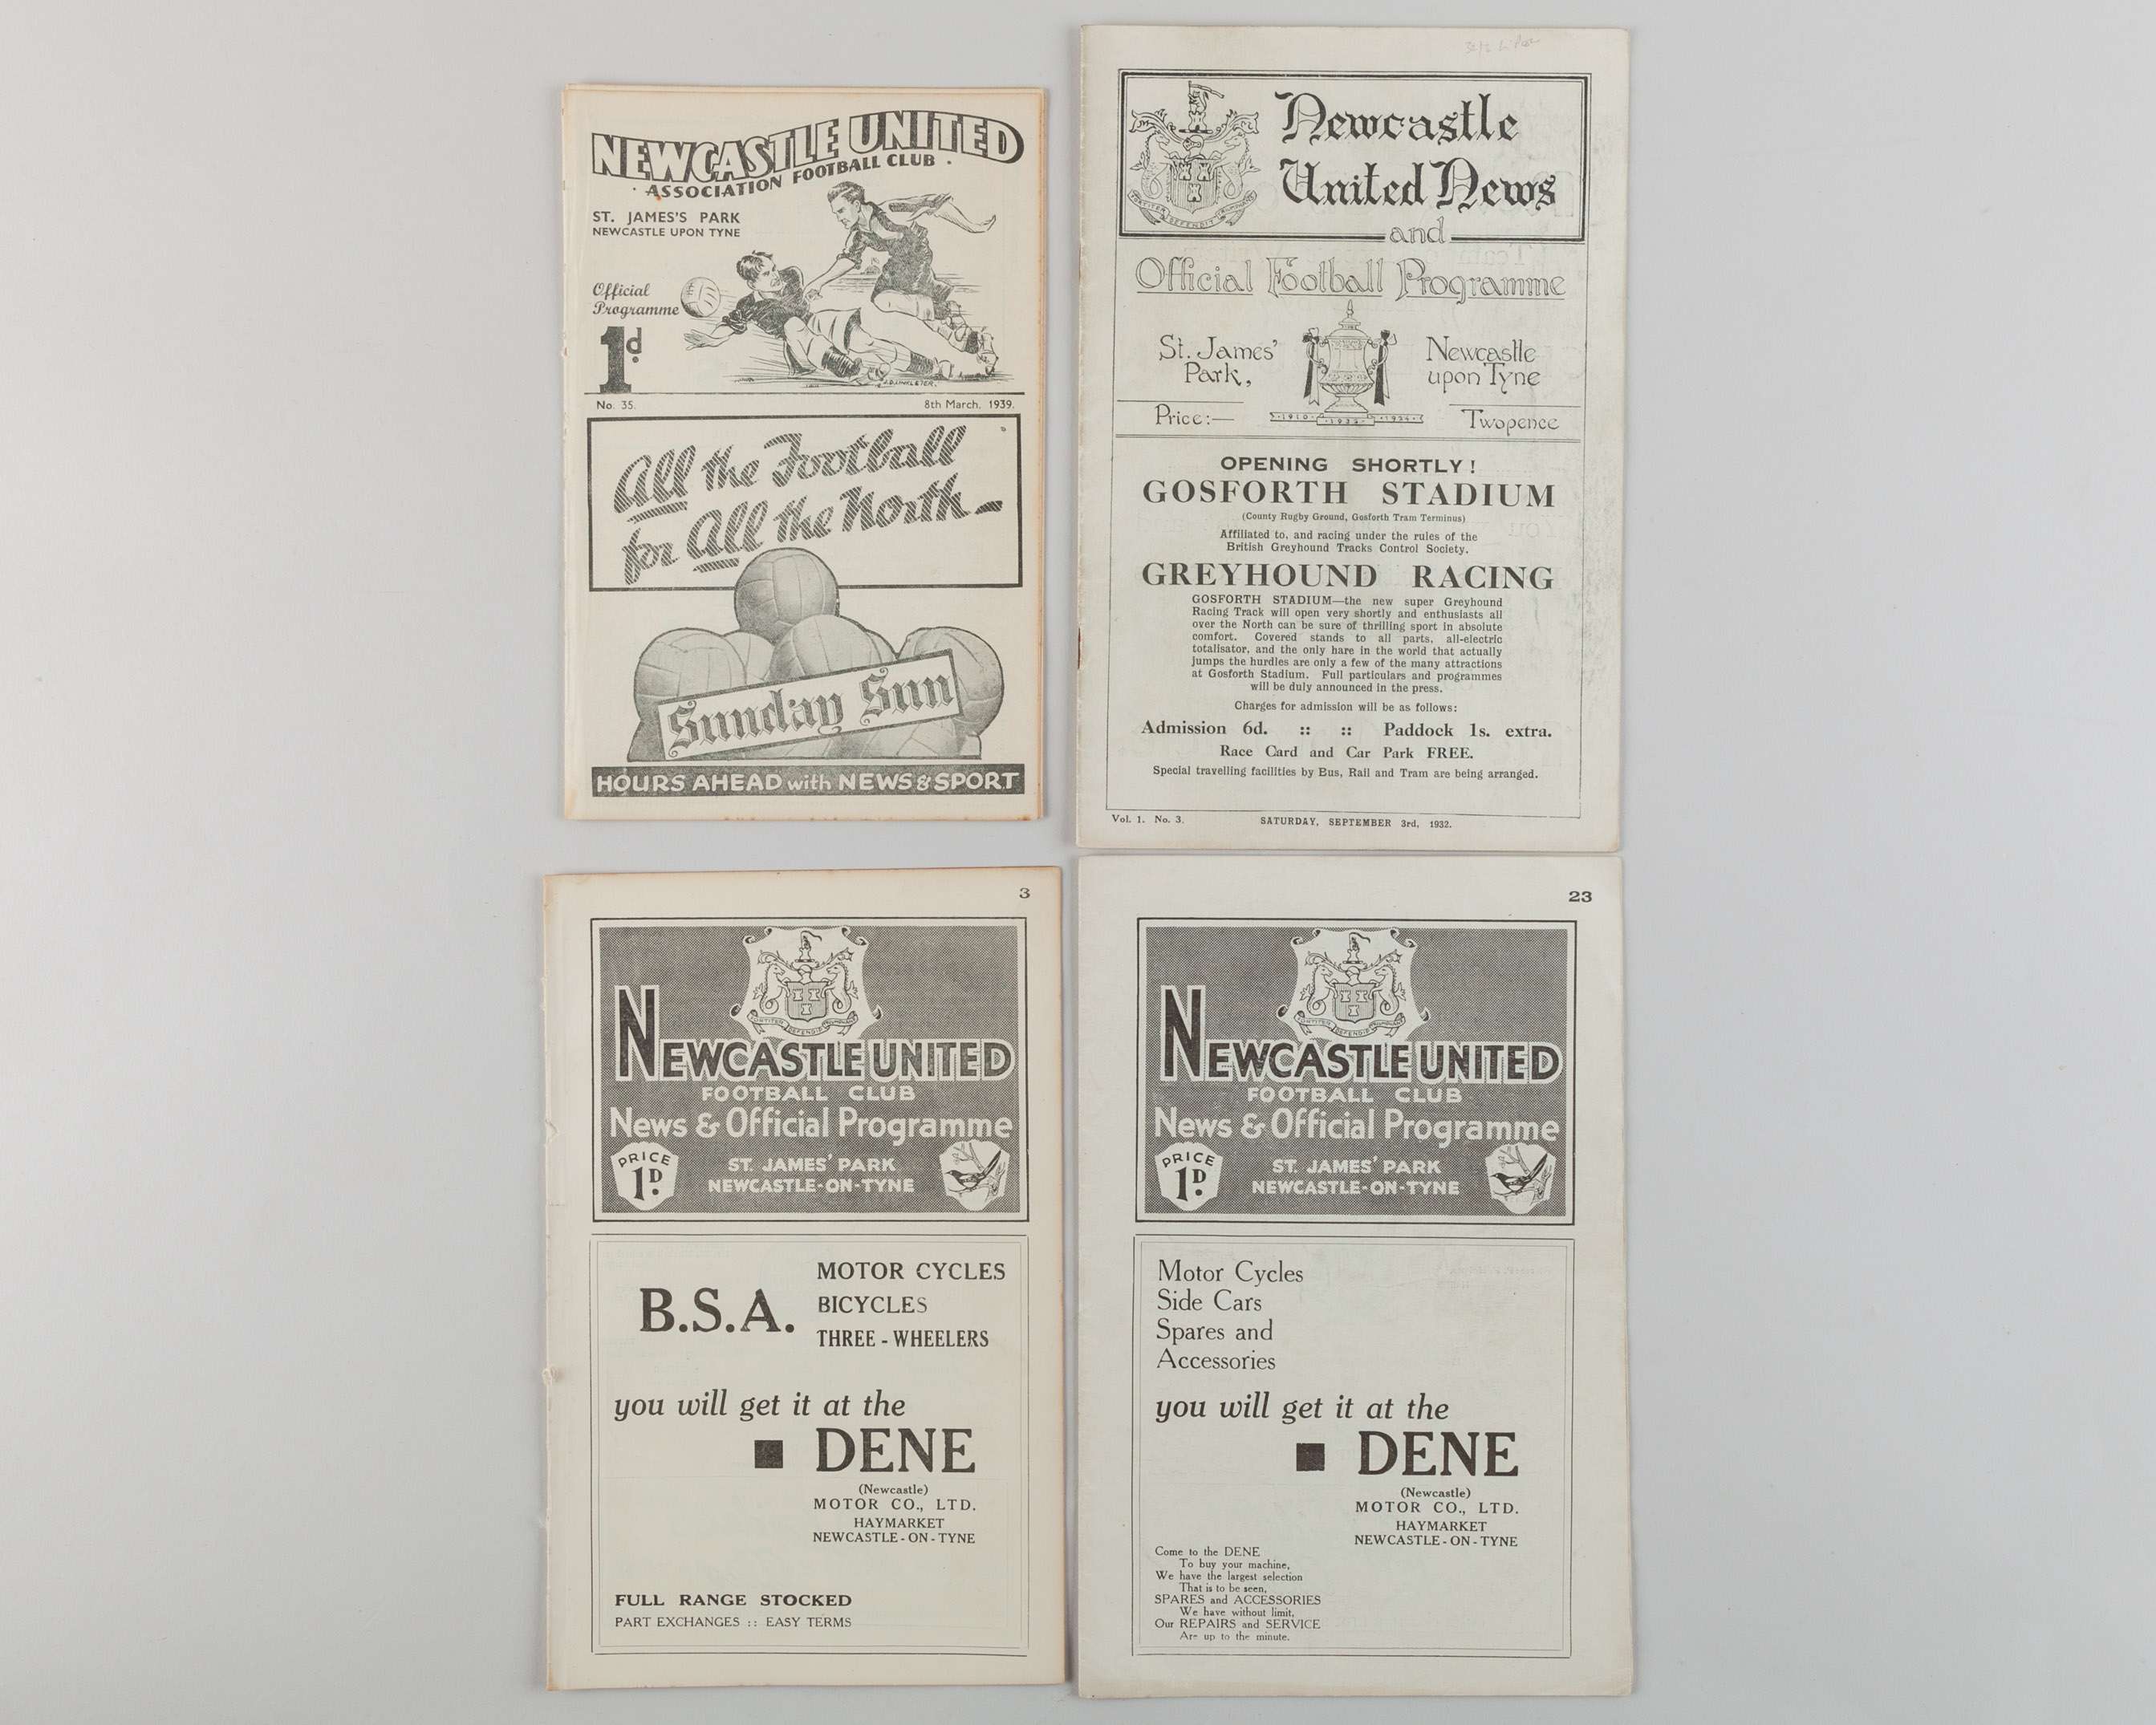 NEWCASTLE UNITED
· ASSOCIATION FOOTBALL CLUB ·
ST. JAMES'S PARK
NEWCASTLE UPON TYNE
Official
Programme
1d.
J.D. LINKLETER.
No. 35.
8th March, 1939.
All the Football
for All the North-
Sunday Sun
HOURS AHEAD with NEWS & SPORT
Newcastle
United News
FORTITER DEFENDIT TRIUMPHANS
and
Official Football Programme
St. James'
Park,
Newcastle
upon Tyne
Price:—
·1910· ·1932· ·1924·
Twopence
OPENING SHORTLY!
GOSFORTH STADIUM
(County Rugby Ground, Gosforth Tram Terminus)
Affiliated to, and racing under the rules of the
British Greyhound Tracks Control Society.
GREYHOUND RACING
GOSFORTH STADIUM—the new super Greyhound
Racing Track will open very shortly and enthusiasts all
over the North can be sure of thrilling sport in absolute
comfort. Covered stands to all parts, all-electric
totalisator, and the only hare in the world that actually
jumps the hurdles are only a few of the many attractions
at Gosforth Stadium. Full particulars and programmes
will be duly announced in the press.
Charges for admission will be as follows:
Admission 6d. :: :: Paddock 1s. extra.
Race Card and Car Park FREE.
Special travelling facilities by Bus, Rail and Tram are being arranged.
Vol. 1. No. 3.
SATURDAY, SEPTEMBER 3rd, 1932.
3
FORTITER DEFENDIT TRIUMPHANS
NEWCASTLE UNITED
FOOTBALL CLUB
News & Official Programme
PRICE
1D.
ST. JAMES' PARK
NEWCASTLE-ON-TYNE
B.S.A.
MOTOR CYCLES
BICYCLES
THREE - WHEELERS
you will get it at the
■ DENE
(Newcastle)
MOTOR CO., LTD.
HAYMARKET
NEWCASTLE - ON - TYNE
FULL RANGE STOCKED
PART EXCHANGES :: EASY TERMS
23
FORTITER DEFENDIT TRIUMPHANS
NEWCASTLE UNITED
FOOTBALL CLUB
News & Official Programme
PRICE
1D.
ST. JAMES' PARK
NEWCASTLE-ON-TYNE
Motor Cycles
Side Cars
Spares and
Accessories
you will get it at the
■ DENE
(Newcastle)
MOTOR CO., LTD.
HAYMARKET
NEWCASTLE - ON - TYNE
Come to the DENE
To buy your machine,
We have the largest selection
That is to be seen,
SPARES and ACCESSORIES
We have without limit,
Our REPAIRS and SERVICE
Are up to the minute.